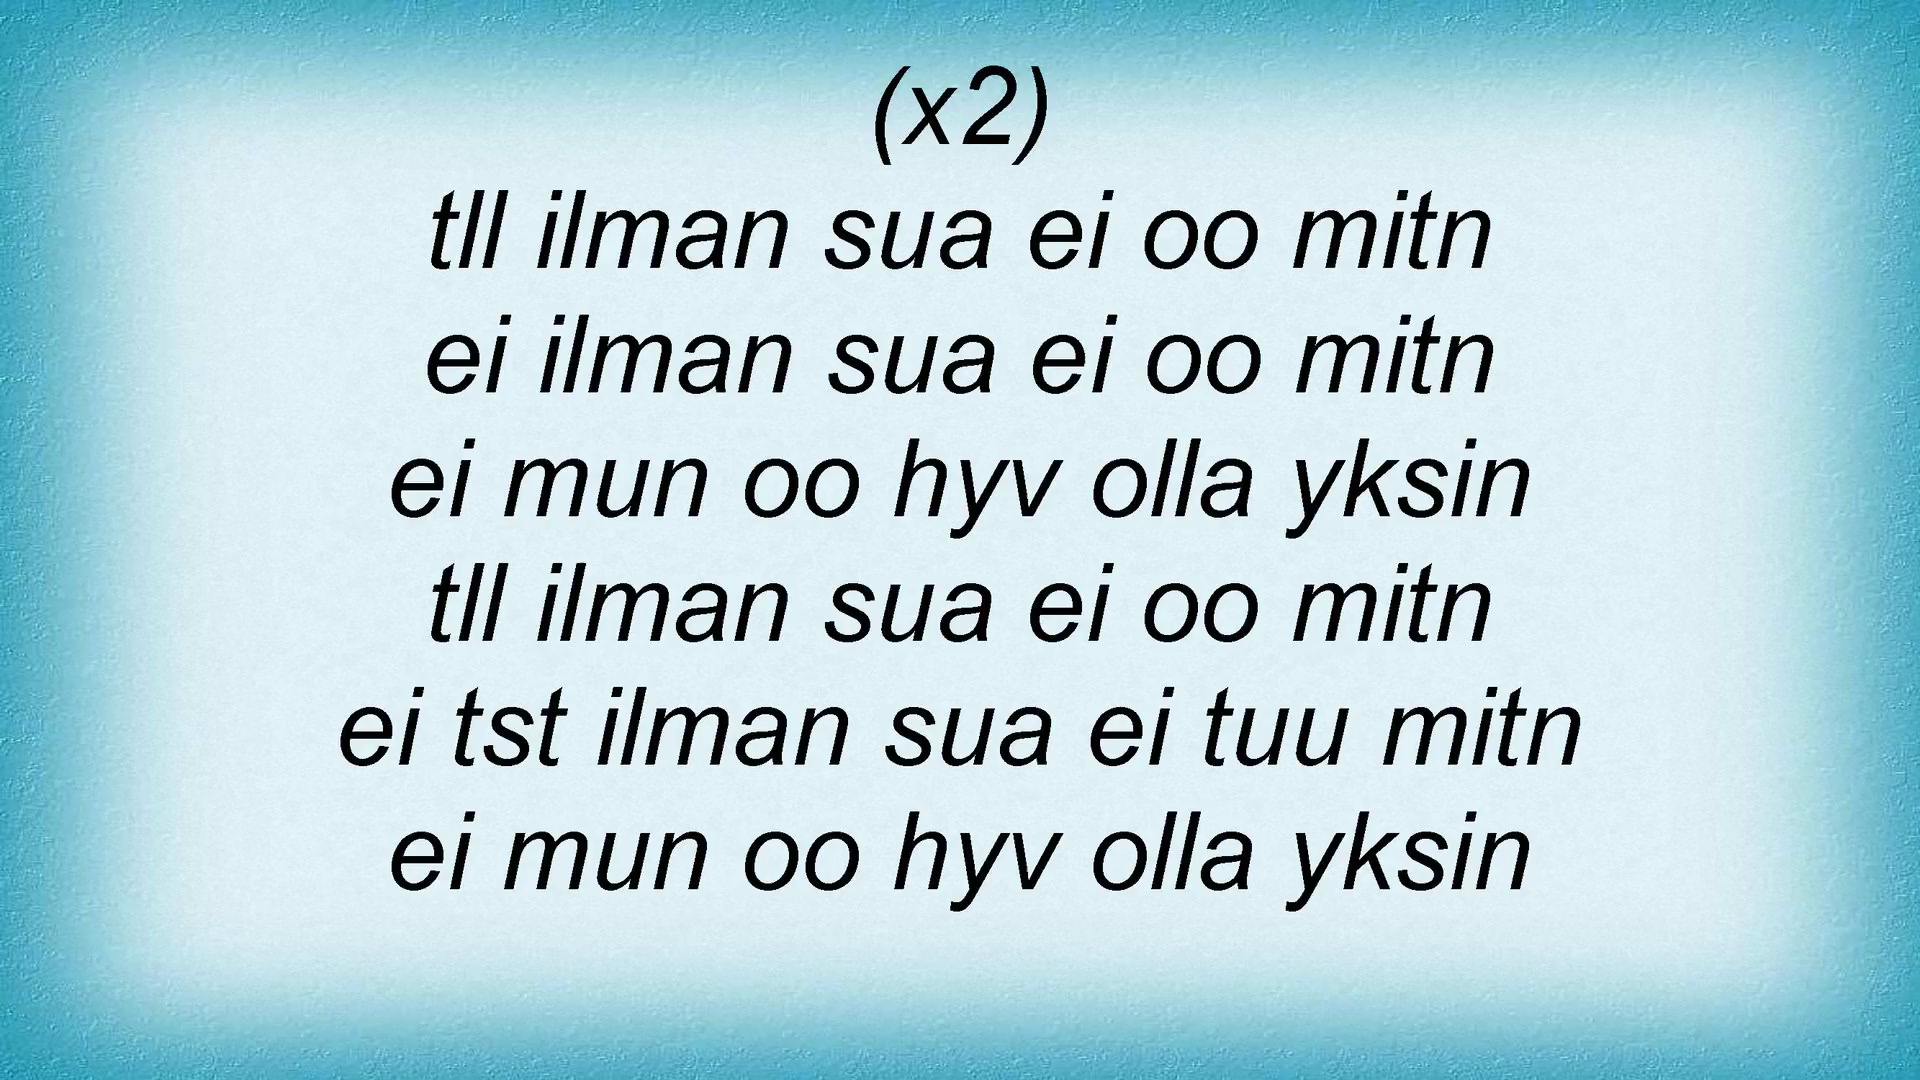 (x2)
tll ilman sua ei oo mitn
ei ilman sua ei oo mitn
ei mun oo hyv olla yksin
tll ilman sua ei oo mitn
ei tst ilman sua ei tuu mitn
ei mun oo hyv olla yksin